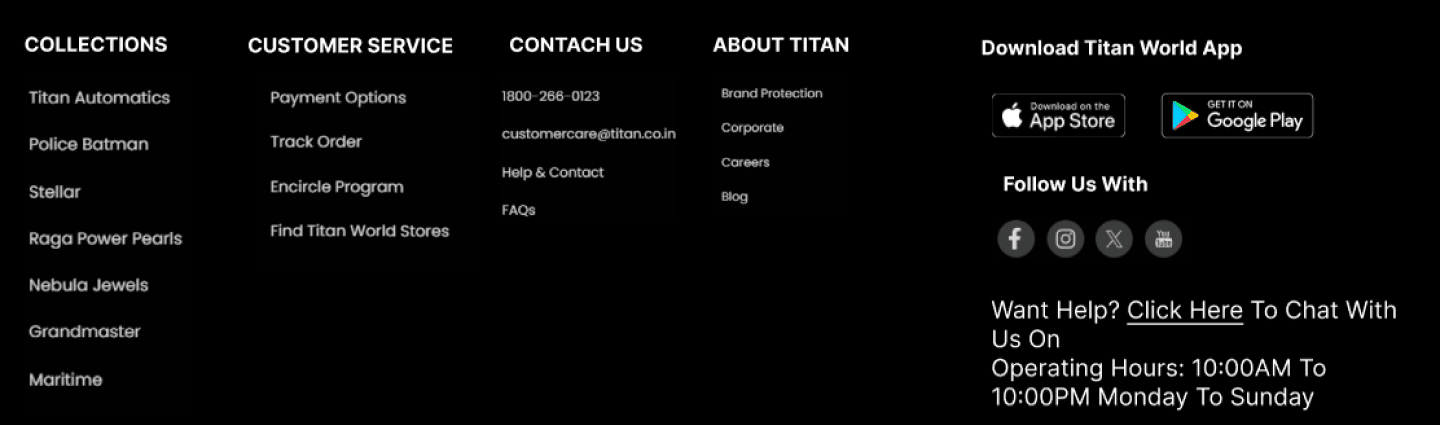 COLLECTIONS
Titan Automatics
Police Batman
Stellar
Raga Power Pearls
Nebula Jewels
Grandmaster
Maritime
CUSTOMER SERVICE
Payment Options
Track Order
Encircle Program
Find Titan World Stores
CONTACH US
1800-266-0123
customercare@titan.co.in
Help & Contact
FAQs
ABOUT TITAN
Brand Protection
Corporate
Careers
Blog
Download Titan World App
Download on the
App Store
GET IT ON
Google Play
Follow Us With
You
Tube
Want Help? Click Here To Chat With
Us On
Operating Hours: 10:00AM To
10:00PM Monday To Sunday